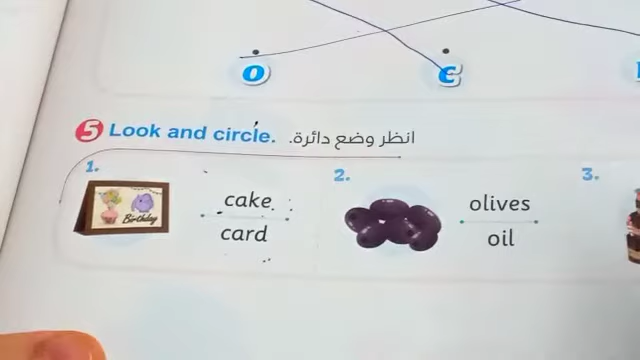 o
c
5 Look and circle. انظر وضع دائرة.
1.
Birthday
cake
card
2.
olives
oil
3.